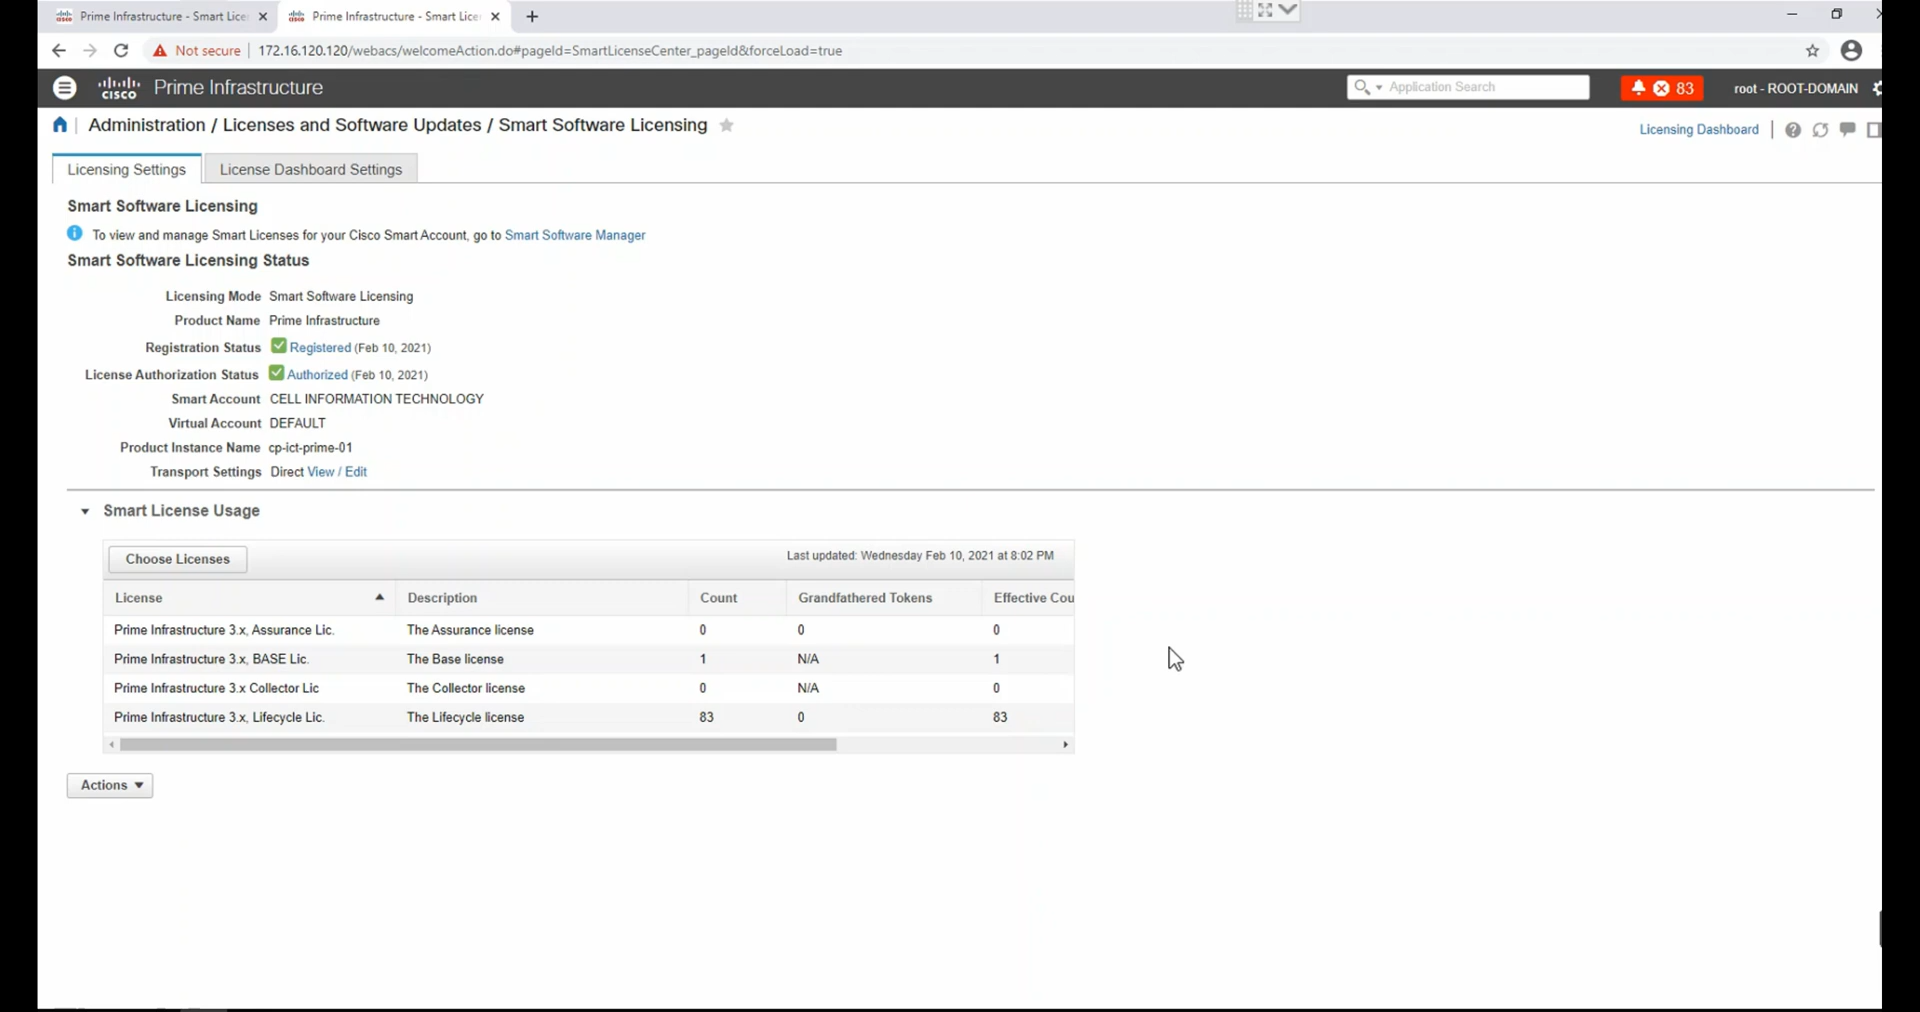 Prime Infrastructure - Smart Lice
Prime Infrastructure - Smart Lice
Not secure 172.16.120.120/webacs/welcomeAction.do#pageId=SmartLicenseCenter_pageId&forceLoad=true
CISCO Prime Infrastructure
Application Search
83
root - ROOT-DOMAIN
Administration / Licenses and Software Updates / Smart Software Licensing
Licensing Dashboard
Licensing Settings
License Dashboard Settings
Smart Software Licensing
To view and manage Smart Licenses for your Cisco Smart Account, go to Smart Software Manager
Smart Software Licensing Status
Licensing Mode Smart Software Licensing
Product Name Prime Infrastructure
Registration Status Registered (Feb 10, 2021)
License Authorization Status Authorized (Feb 10, 2021)
Smart Account CELL INFORMATION TECHNOLOGY
Virtual Account DEFAULT
Product Instance Name cp-ict-prime-01
Transport Settings Direct View / Edit
Smart License Usage
Choose Licenses
Last updated: Wednesday Feb 10, 2021 at 8:02 PM
License Description Count Grandfathered Tokens Effective Cou
Prime Infrastructure 3.x, Assurance Lic. The Assurance license 0 0 0
Prime Infrastructure 3.x, BASE Lic. The Base license 1 N/A 1
Prime Infrastructure 3.x Collector Lic The Collector license 0 N/A 0
Prime Infrastructure 3.x, Lifecycle Lic. The Lifecycle license 83 0 83
Actions